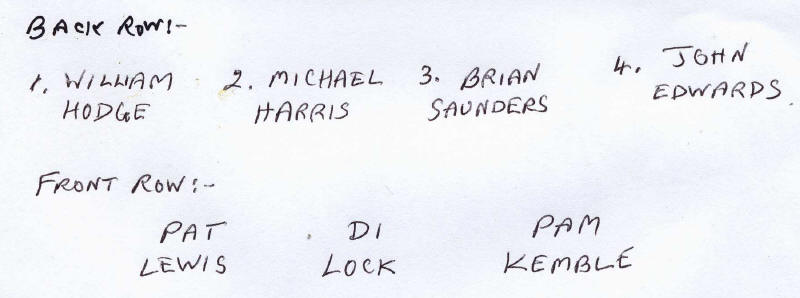 BACK ROW:-
1. WILLIAM 2. MICHAEL 3. BRIAN 4. JOHN
HODGE HARRIS SAUNDERS EDWARDS.
FRONT ROW:-
PAT DI PAM
LEWIS LOCK KEMBLE